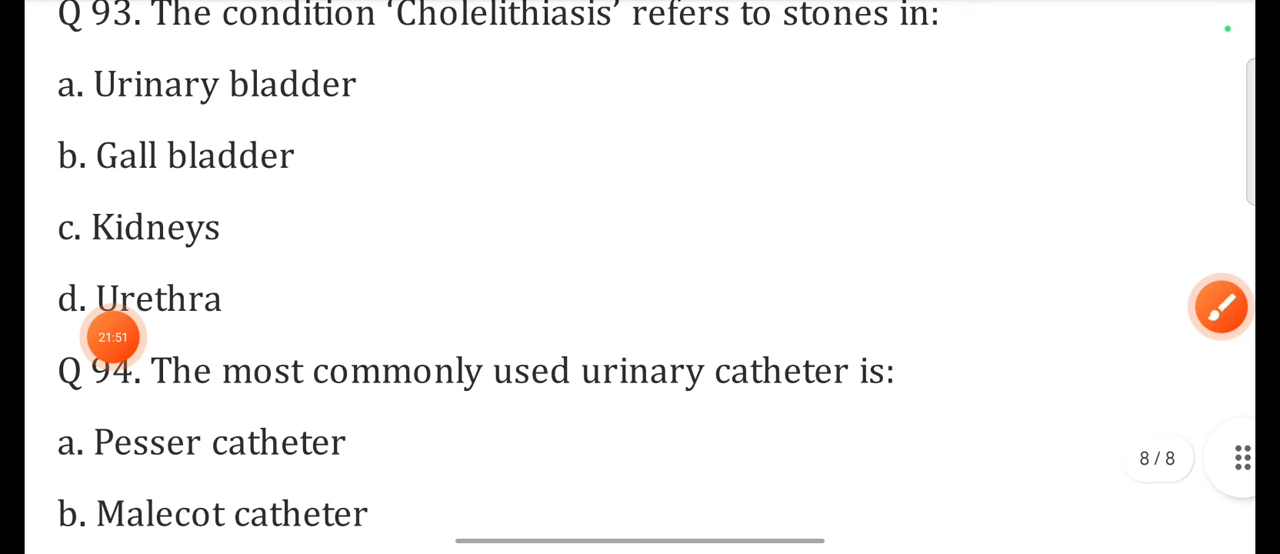 Q 93. The condition ‘Cholelithiasis’ refers to stones in:
a. Urinary bladder
b. Gall bladder
c. Kidneys
d. Urethra
21:51
Q 94. The most commonly used urinary catheter is:
a. Pesser catheter
8 / 8
b. Malecot catheter